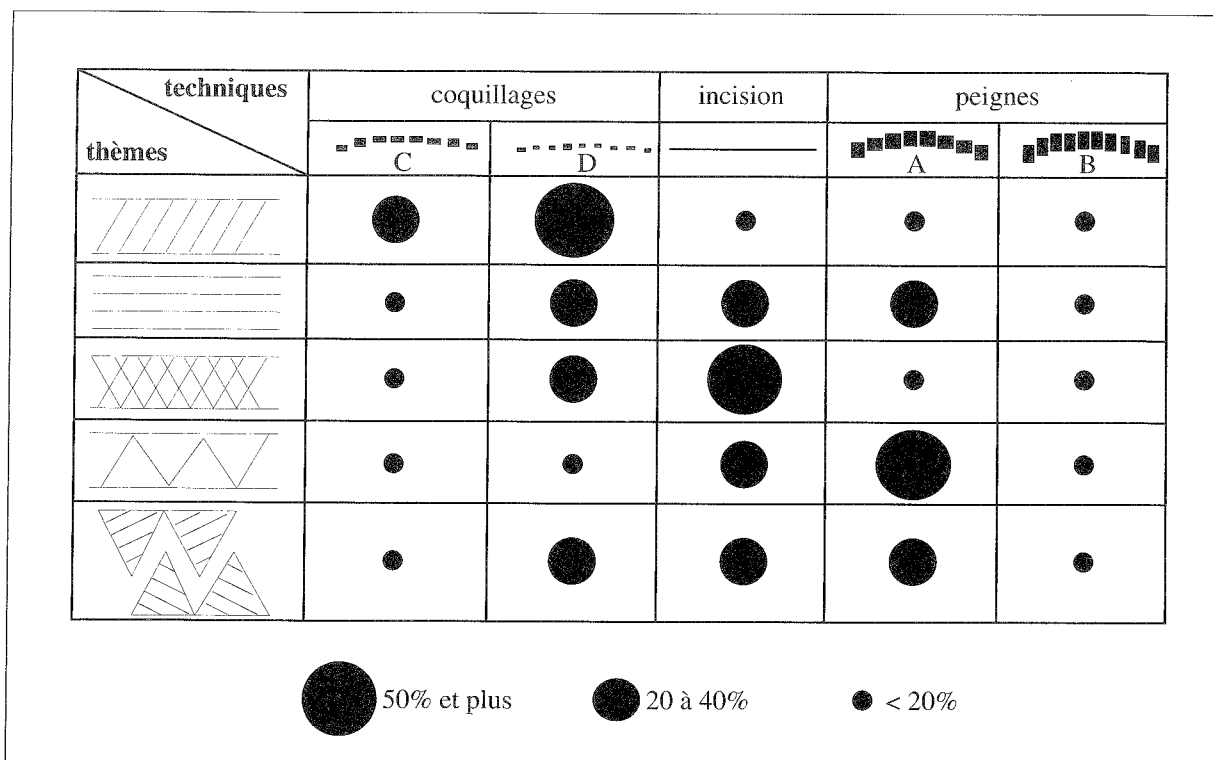 techniques
thèmes
coquillages
incision
peignes
C
D
A
B
50% et plus
20 à 40%
< 20%